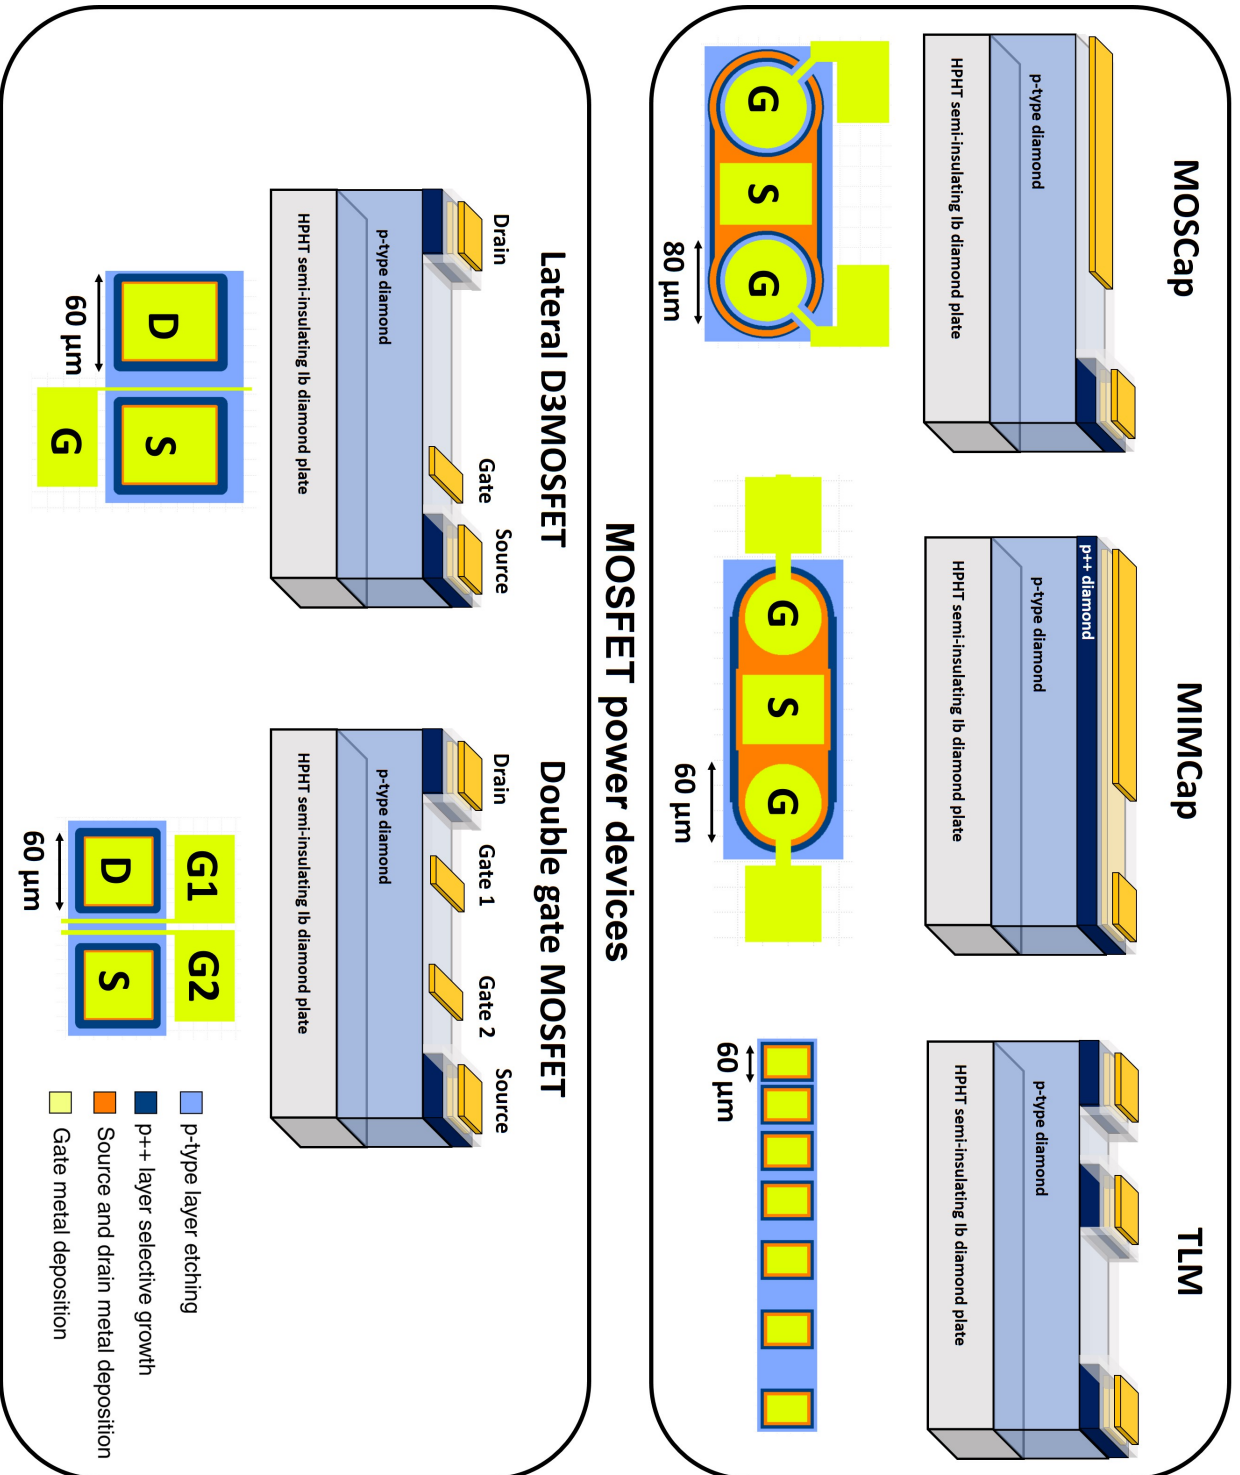 MOSCap
MIMCap
TLM
p-type diamond
HPHT semi-insulating Ib diamond plate
p++ diamond
p-type diamond
HPHT semi-insulating Ib diamond plate
p-type diamond
HPHT semi-insulating Ib diamond plate
G
S
G
80 µm
G
S
G
60 µm
60 µm
MOSFET power devices
Lateral D3MOSFET
Double gate MOSFET
Drain
Gate
Source
p-type diamond
HPHT semi-insulating Ib diamond plate
Drain
Gate 1
Gate 2
Source
p-type diamond
HPHT semi-insulating Ib diamond plate
D
S
G
60 µm
G1
G2
D
S
60 µm
p-type layer etching
p++ layer selective growth
Source and drain metal deposition
Gate metal deposition